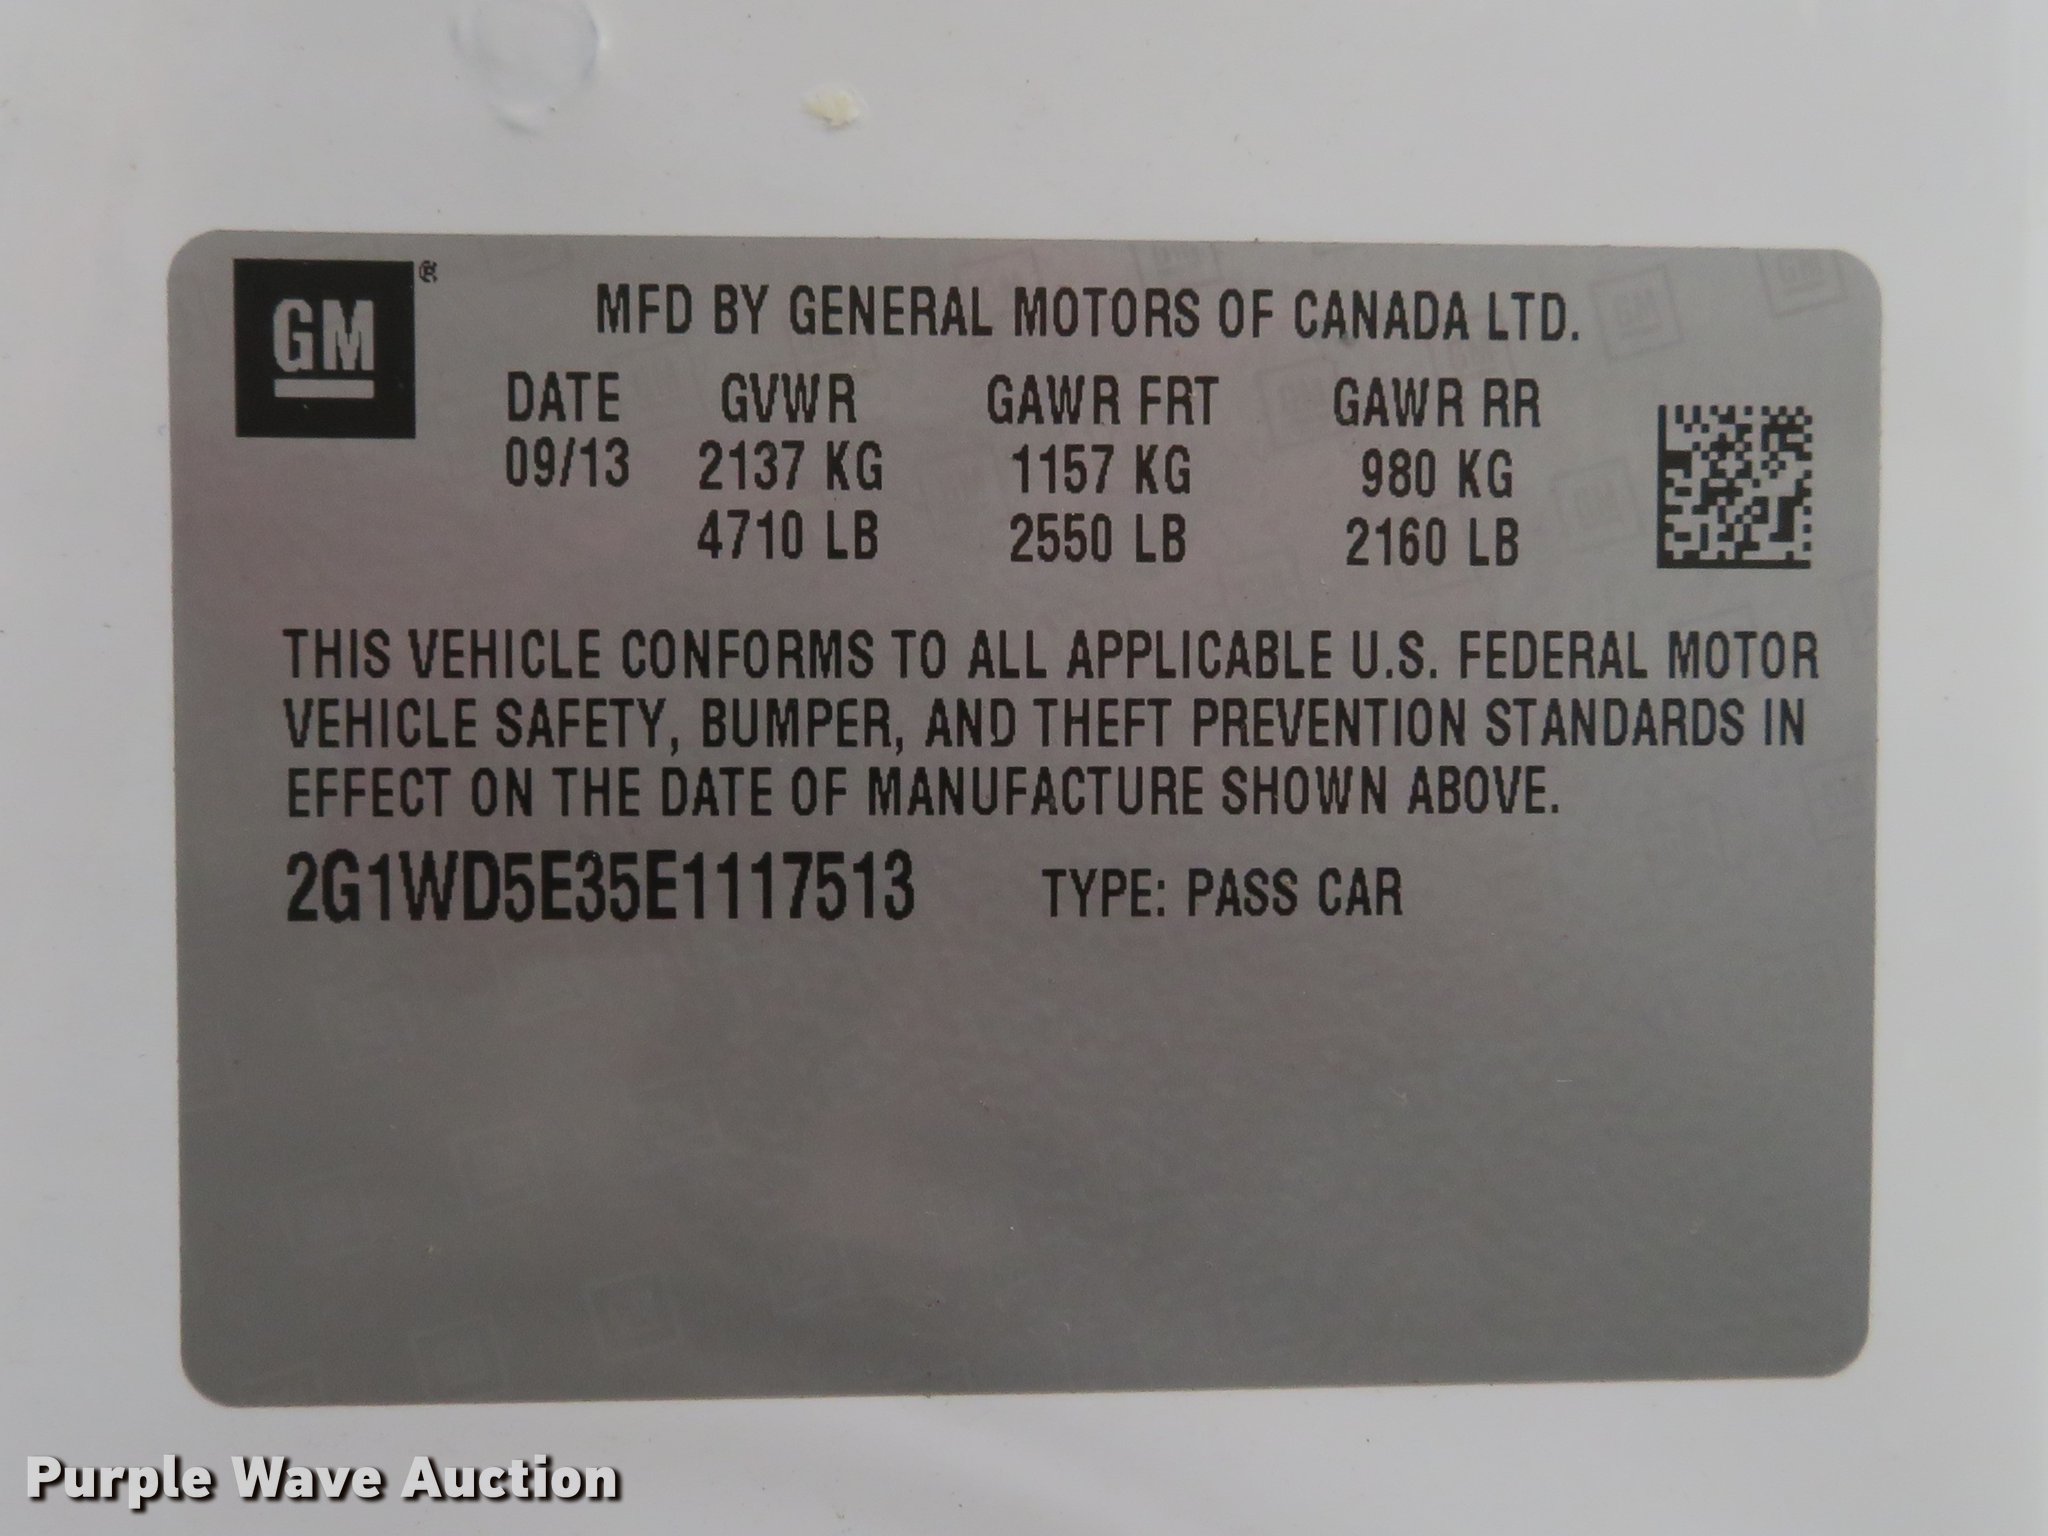 GM ®
MFD BY GENERAL MOTORS OF CANADA LTD.
DATE GVWR GAWR FRT GAWR RR
09/13 2137 KG 1157 KG 980 KG
4710 LB 2550 LB 2160 LB
THIS VEHICLE CONFORMS TO ALL APPLICABLE U.S. FEDERAL MOTOR
VEHICLE SAFETY, BUMPER, AND THEFT PREVENTION STANDARDS IN
EFFECT ON THE DATE OF MANUFACTURE SHOWN ABOVE.
2G1WD5E35E1117513 TYPE: PASS CAR
Purple Wave Auction